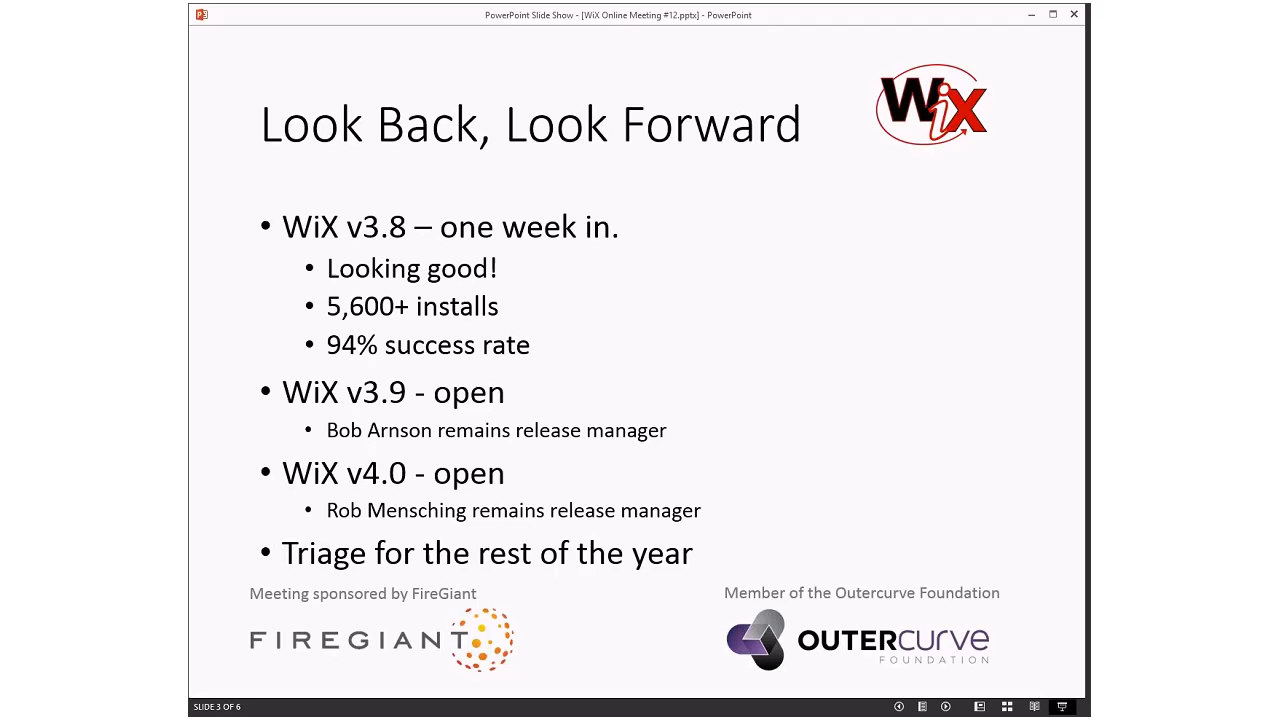 PowerPoint Slide Show - [WiX Online Meeting #12.pptx] - PowerPoint
WiX
Look Back, Look Forward
• WiX v3.8 – one week in.
• Looking good!
• 5,600+ installs
• 94% success rate
• WiX v3.9 - open
• Bob Arnson remains release manager
• WiX v4.0 - open
• Rob Mensching remains release manager
• Triage for the rest of the year
Meeting sponsored by FireGiant
FIREGIANT
Member of the Outercurve Foundation
OUTERCURVE
FOUNDATION
SLIDE 3 OF 6